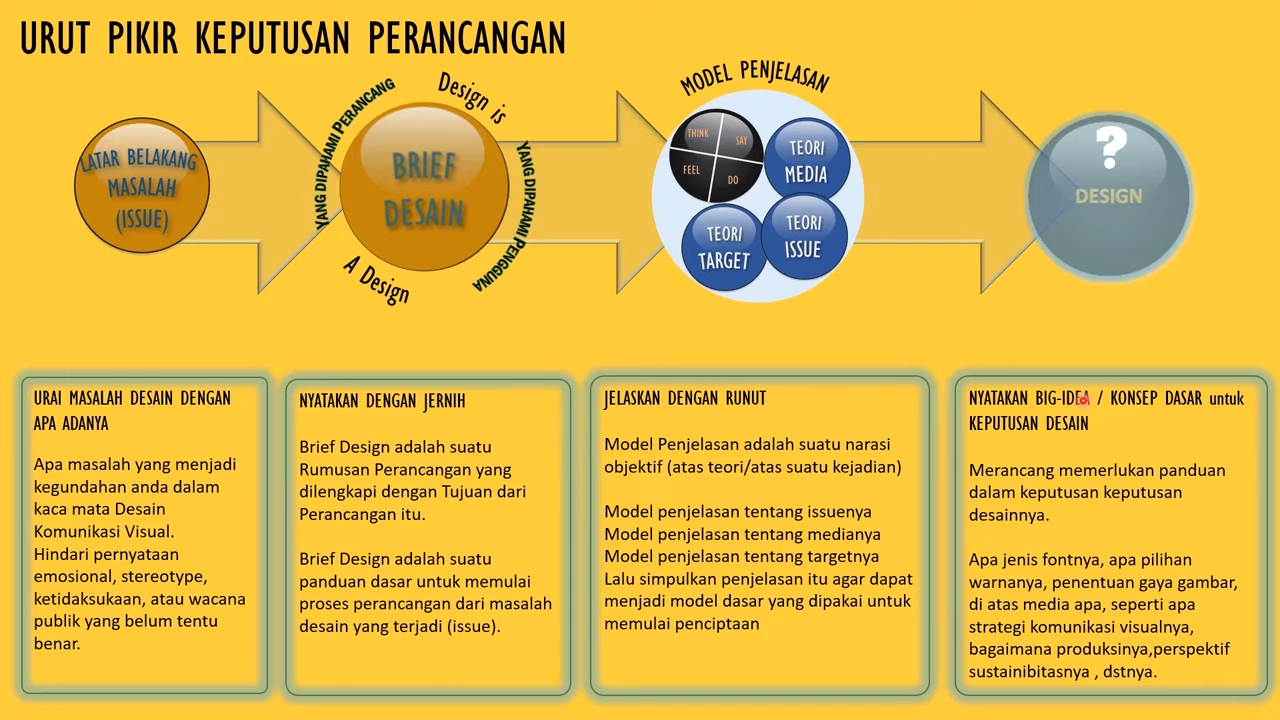 URUT PIKIR KEPUTUSAN PERANCANGAN
LATAR BELAKANG
MASALAH
(ISSUE)
YANG DIPAHAMI PERANCANG
Design is
BRIEF
DESAIN
YANG DIPAHAMI PENGGUNA
A Design
MODEL PENJELASAN
THINK
SAY
FEEL
DO
TEORI
MEDIA
TEORI
TARGET
TEORI
ISSUE
?
DESIGN
URAI MASALAH DESAIN DENGAN
APA ADANYA
Apa masalah yang menjadi
kegundahan anda dalam
kaca mata Desain
Komunikasi Visual.
Hindari pernyataan
emosional, stereotype,
ketidaksukaan, atau wacana
publik yang belum tentu
benar.
NYATAKAN DENGAN JERNIH
Brief Design adalah suatu
Rumusan Perancangan yang
dilengkapi dengan Tujuan dari
Perancangan itu.
Brief Design adalah suatu
panduan dasar untuk memulai
proses perancangan dari masalah
desain yang terjadi (issue).
JELASKAN DENGAN RUNUT
Model Penjelasan adalah suatu narasi
objektif (atas teori/atas suatu kejadian)
Model penjelasan tentang issuenya
Model penjelasan tentang medianya
Model penjelasan tentang targetnya
Lalu simpulkan penjelasan itu agar dapat
menjadi model dasar yang dipakai untuk
memulai penciptaan
NYATAKAN BIG-IDEA / KONSEP DASAR untuk
KEPUTUSAN DESAIN
Merancang memerlukan panduan
dalam keputusan keputusan
desainnya.
Apa jenis fontnya, apa pilihan
warnanya, penentuan gaya gambar,
di atas media apa, seperti apa
strategi komunikasi visualnya,
bagaimana produksinya,perspektif
sustainibitasnya , dstnya.